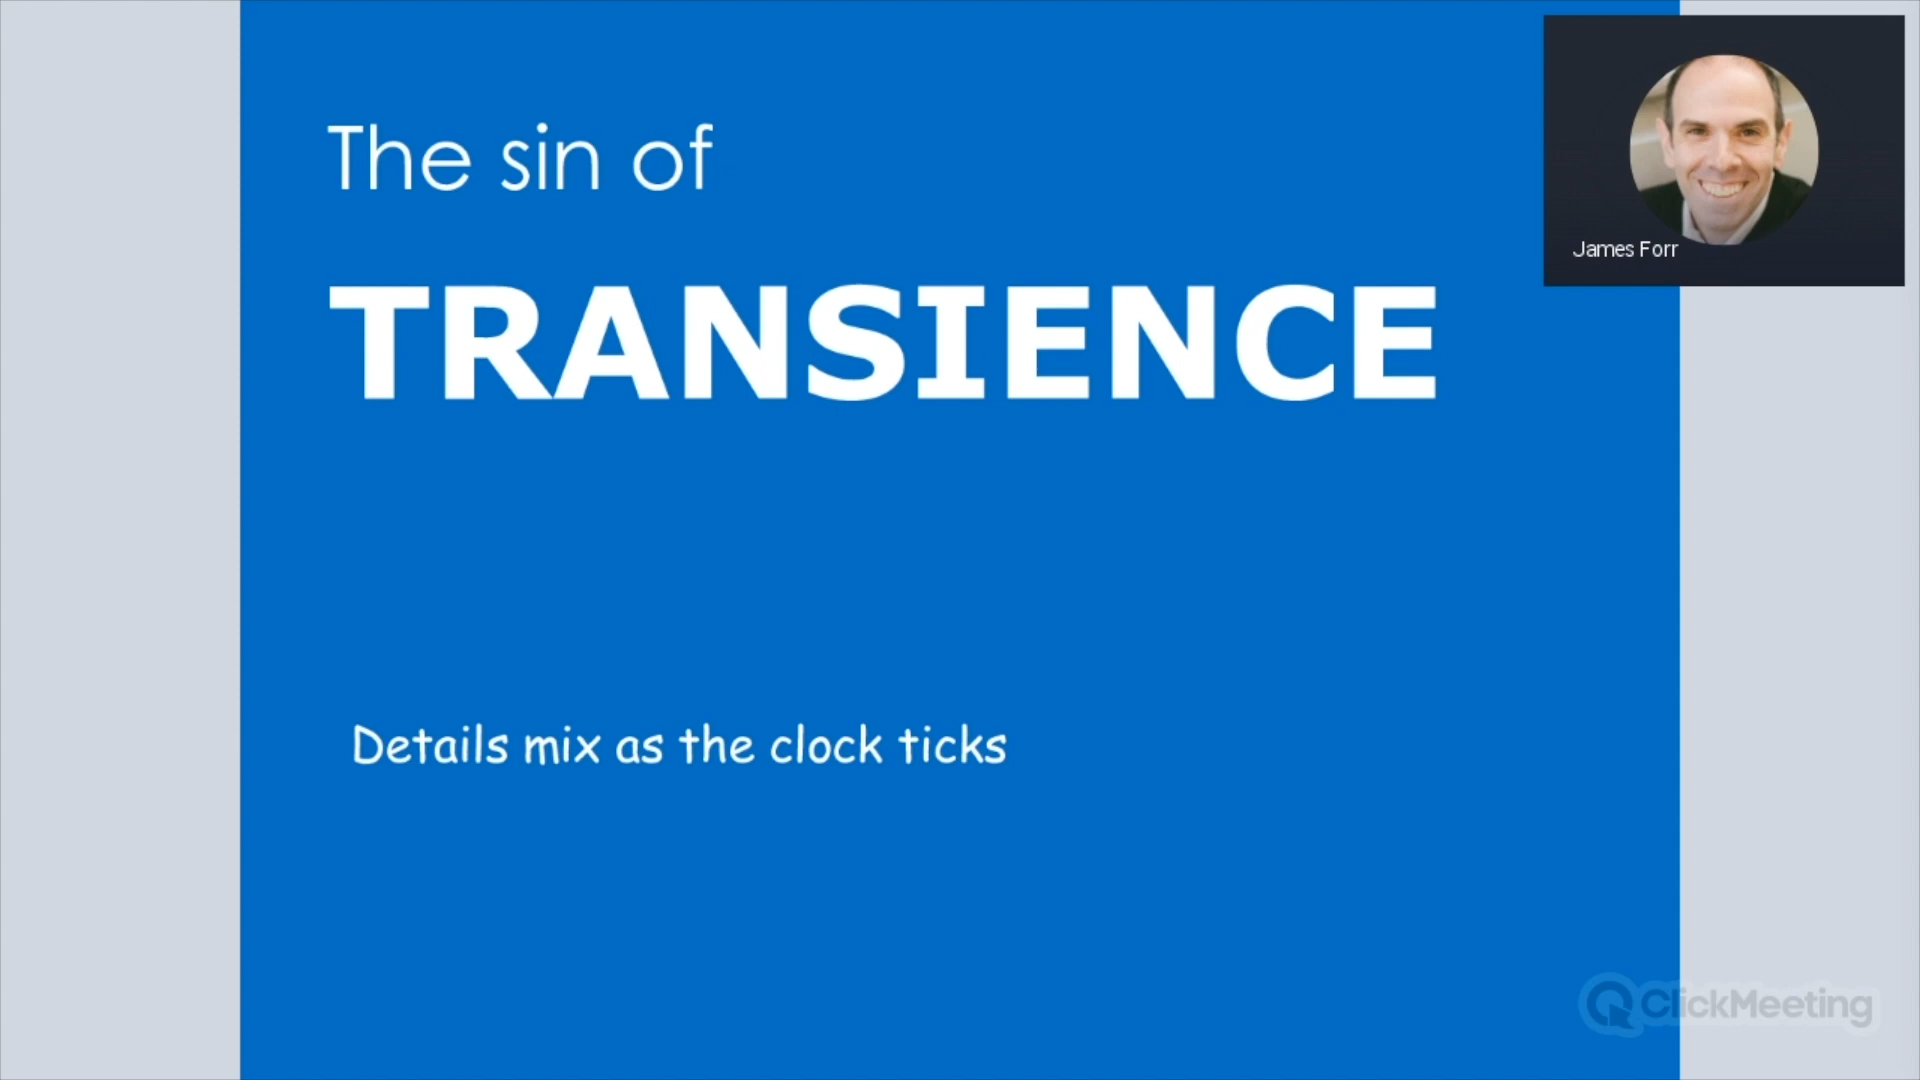 The sin of
TRANSIENCE
James Forr
Details mix as the clock ticks
ClickMeeting